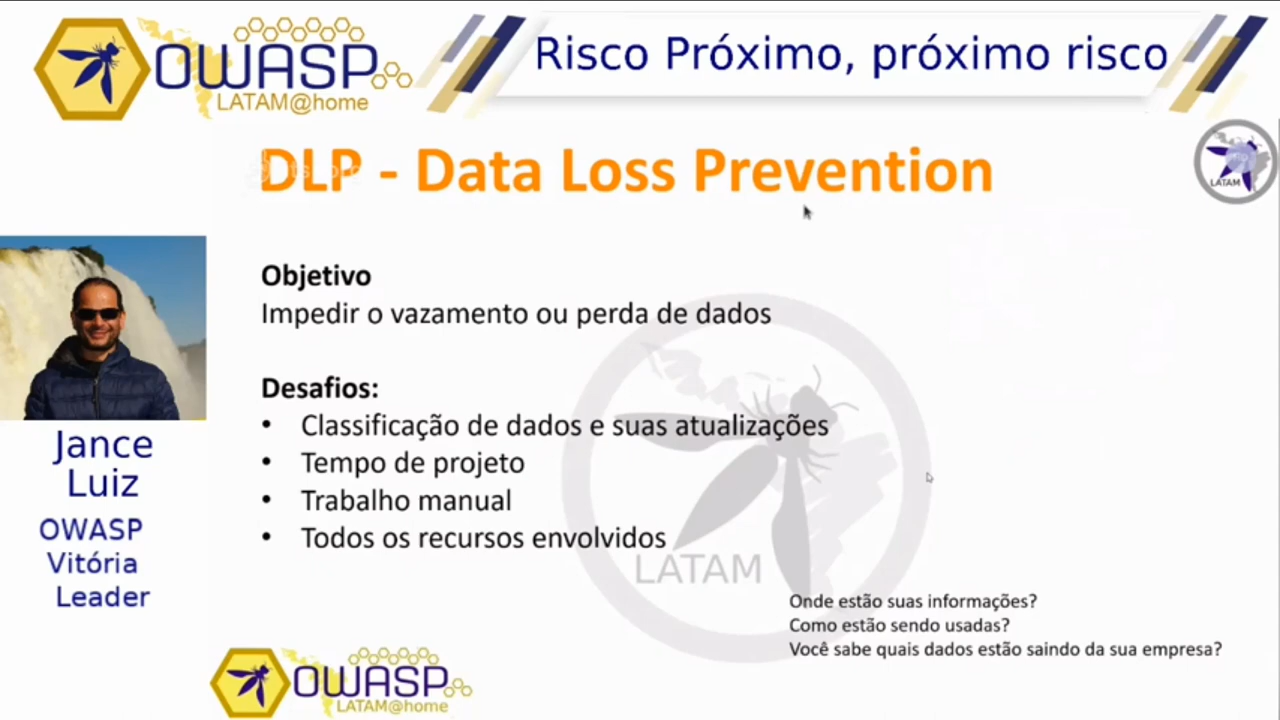 OWASP
LATAM@home
Risco Próximo, próximo risco
DLP - Data Loss Prevention
LATAM
Objetivo
Impedir o vazamento ou perda de dados
Desafios:
• Classificação de dados e suas atualizações
• Tempo de projeto
• Trabalho manual
• Todos os recursos envolvidos
LATAM
Jance
Luiz
OWASP
Vitória
Leader
Onde estão suas informações?
Como estão sendo usadas?
Você sabe quais dados estão saindo da sua empresa?
OWASP
LATAM@home